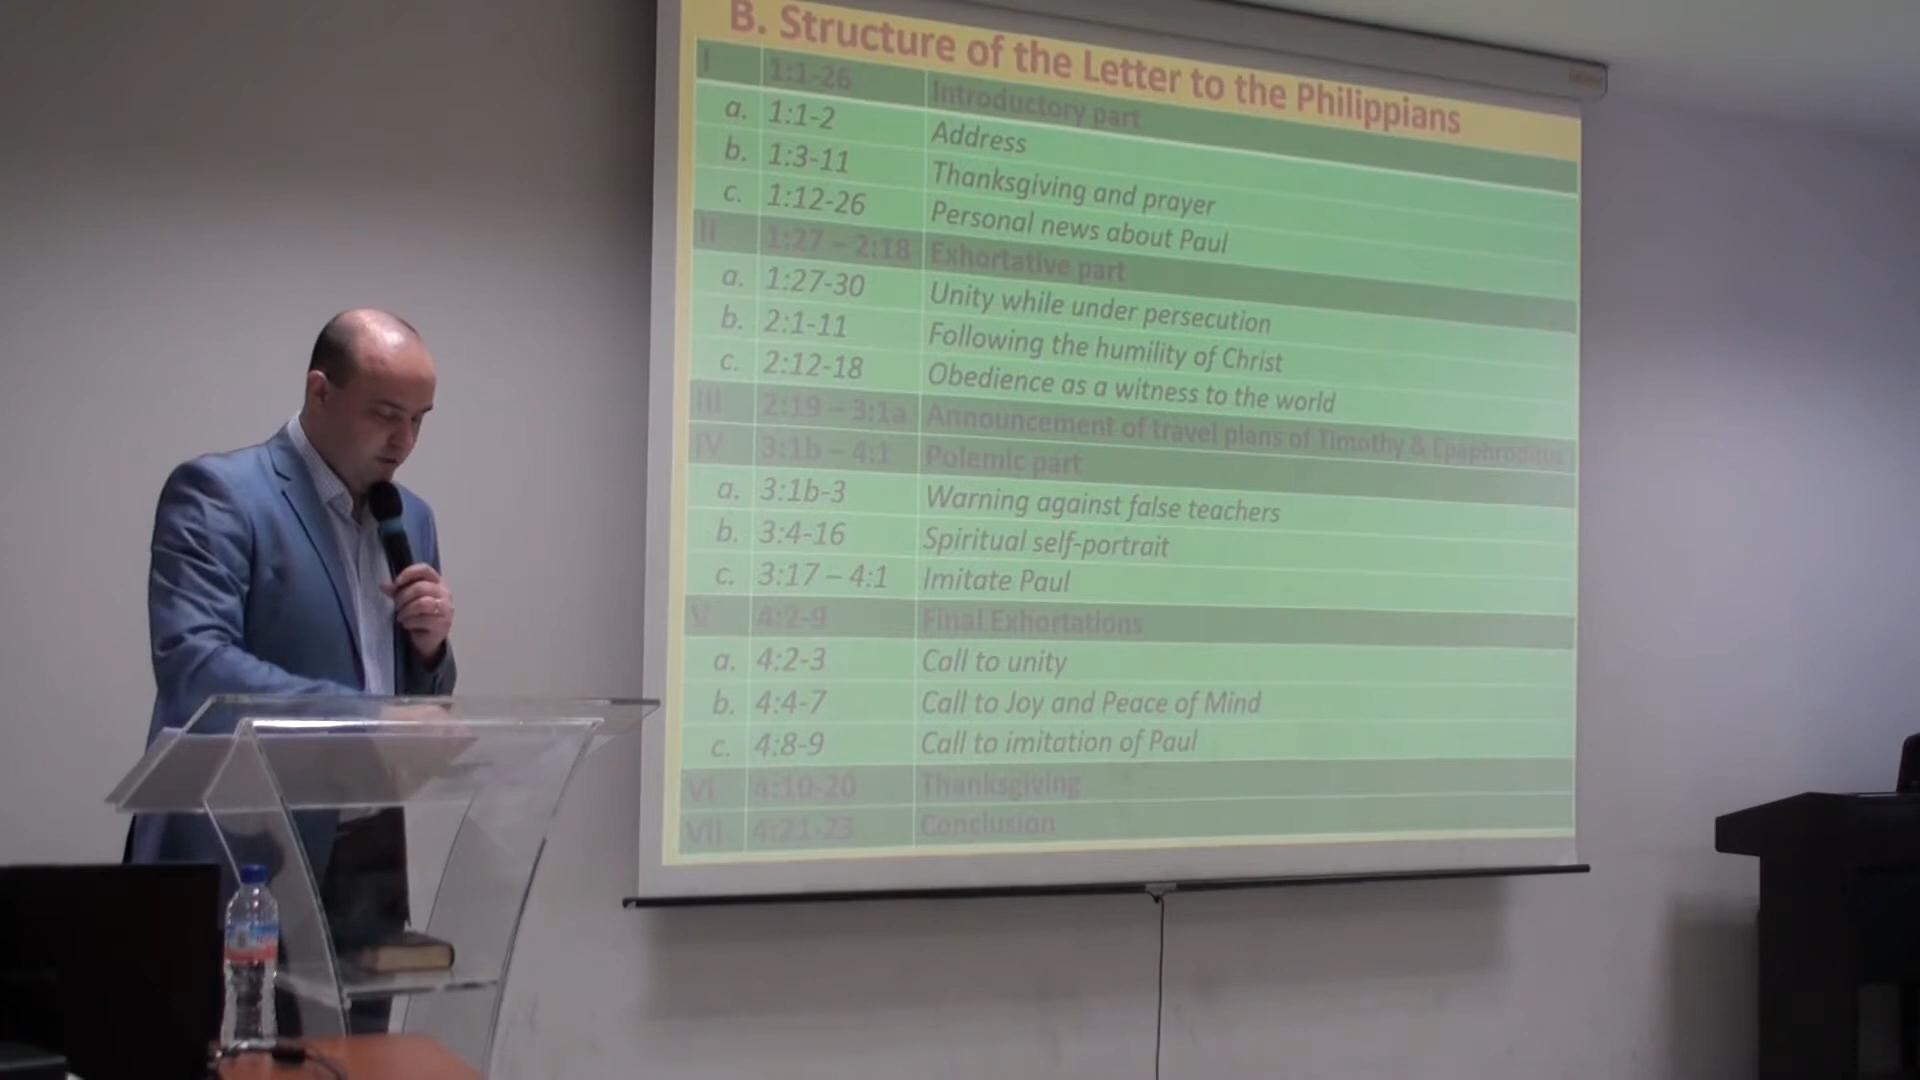 B. Structure of the Letter to the Philippians
I 1:1-26 Introductory part
a. 1:1-2 Address
b. 1:3-11 Thanksgiving and prayer
c. 1:12-26 Personal news about Paul
II 1:27 – 2:18 Exhortative part
a. 1:27-30 Unity while under persecution
b. 2:1-11 Following the humility of Christ
c. 2:12-18 Obedience as a witness to the world
III 2:19 – 3:1a Announcement of travel plans of Timothy & Epaphroditus
IV 3:1b – 4:1 Polemic part
a. 3:1b-3 Warning against false teachers
b. 3:4-16 Spiritual self-portrait
c. 3:17 – 4:1 Imitate Paul
V 4:2-9 Final Exhortations
a. 4:2-3 Call to unity
b. 4:4-7 Call to Joy and Peace of Mind
c. 4:8-9 Call to imitation of Paul
VI 4:10-20 Thanksgiving
VII 4:21-23 Conclusion